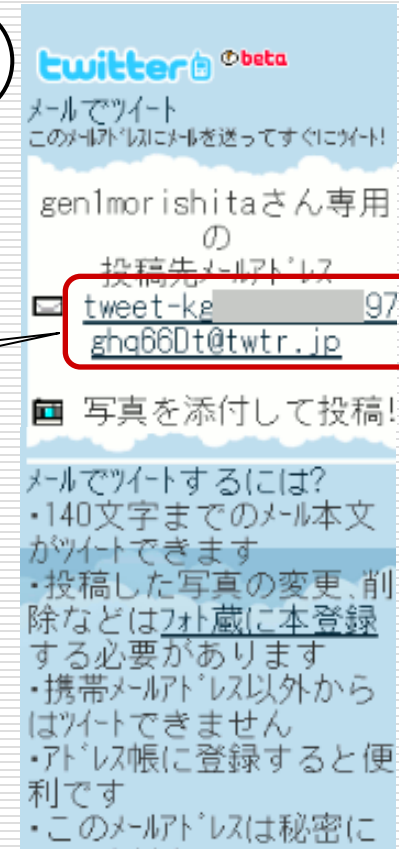 twitter beta
メールでツイート
このメールアドレスにメールを送ってすぐにツイート!
gen1morishitaさん専用
の
投稿先メールアドレス
tweet-kg 97
ghq66Dt@twtr.jp
写真を添付して投稿!
メールでツイートするには?
・140文字までのメール本文
がツイートできます
・投稿した写真の変更、削
除などはフォト蔵に本登録
する必要があります
・携帯メールアドレス以外から
はツイートできません
・アドレス帳に登録すると便
利です
・このメールアドレスは秘密に